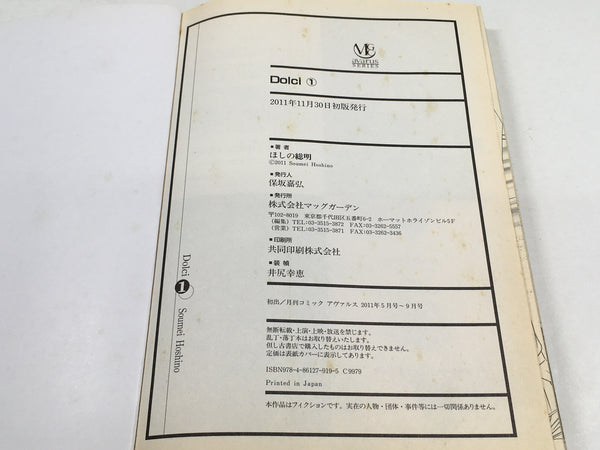 MG
avarus
SERIES
Dolci ①
2011年11月30日初版発行
■著者
ほしの総明
©2011 Soumei Hoshino
■発行人
保坂嘉弘
■発行所
株式会社マッグガーデン
〒102-8019 東京都千代田区五番町6-2 ホーマットホライゾンビル5F
(編集) TEL:03-3515-3872 FAX:03-3262-5557
(営業) TEL:03-3515-3871 FAX:03-3262-3436
■印刷所
共同印刷株式会社
■装幀
井尻幸恵
初出/月刊コミック アヴァルス 2011年5月号～9月号
無断転載・上演・上映・放送を禁じます。
乱丁・落丁本はお取り替えいたします。
但し古書店で購入したものはお取り替えできません。
定価は表紙カバーに表示してあります。
ISBN978-4-86127-919-5 C9979
Printed in Japan
本作品はフィクションです。実在の人物・団体・事件等には一切関係ありません。
Dolci 1 Soumei Hoshino